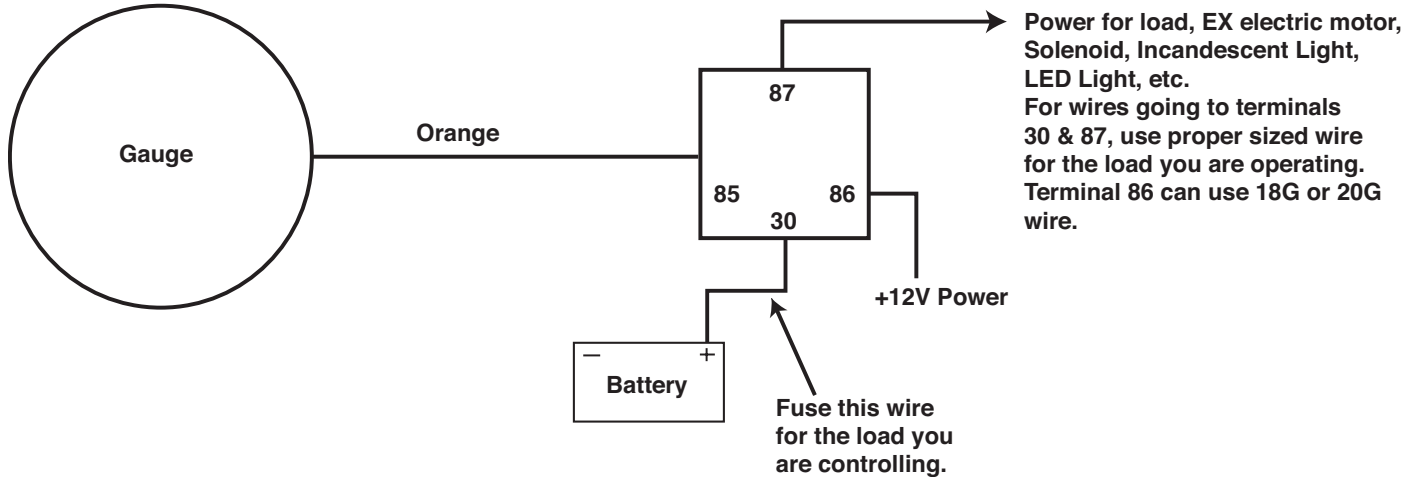 Power for load, EX electric motor,
Solenoid, Incandescent Light,
LED Light, etc.
For wires going to terminals
30 & 87, use proper sized wire
for the load you are operating.
Terminal 86 can use 18G or 20G
wire.
87
Orange
Gauge
85
86
30
+12V Power
– +
Battery
Fuse this wire
for the load you
are controlling.